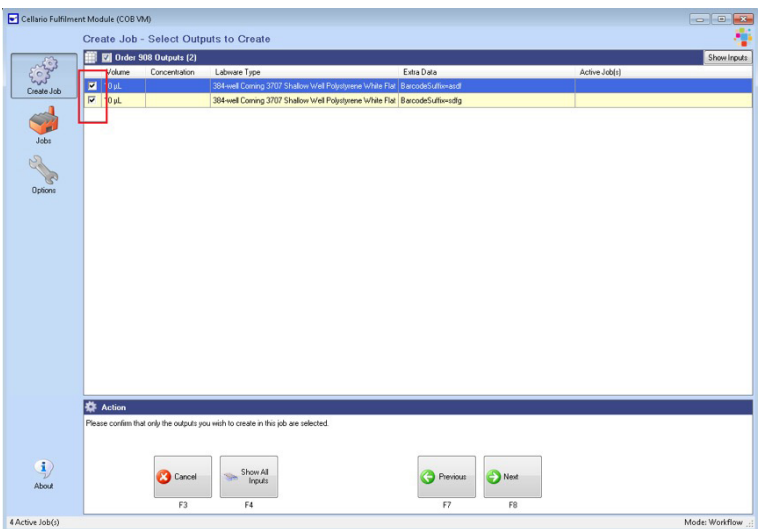 Cellario Fulfilment Module (COB VM)
Create Job - Select Outputs to Create
Order 908 Outputs (2)
Show Inputs
Volume Concentration Labware Type Extra Data Active Job(s)
10 µL 384-well Corning 3707 Shallow Well Polystyrene White Flat BarcodeSuffix=asdf
10 µL 384-well Corning 3707 Shallow Well Polystyrene White Flat BarcodeSuffix=sdfg
Create Job
Jobs
Options
Action
Please confirm that only the outputs you wish to create in this job are selected.
Cancel
Show All Inputs
Previous
Next
F3 F4 F7 F8
About
4 Active Job(s)
Mode: Workflow